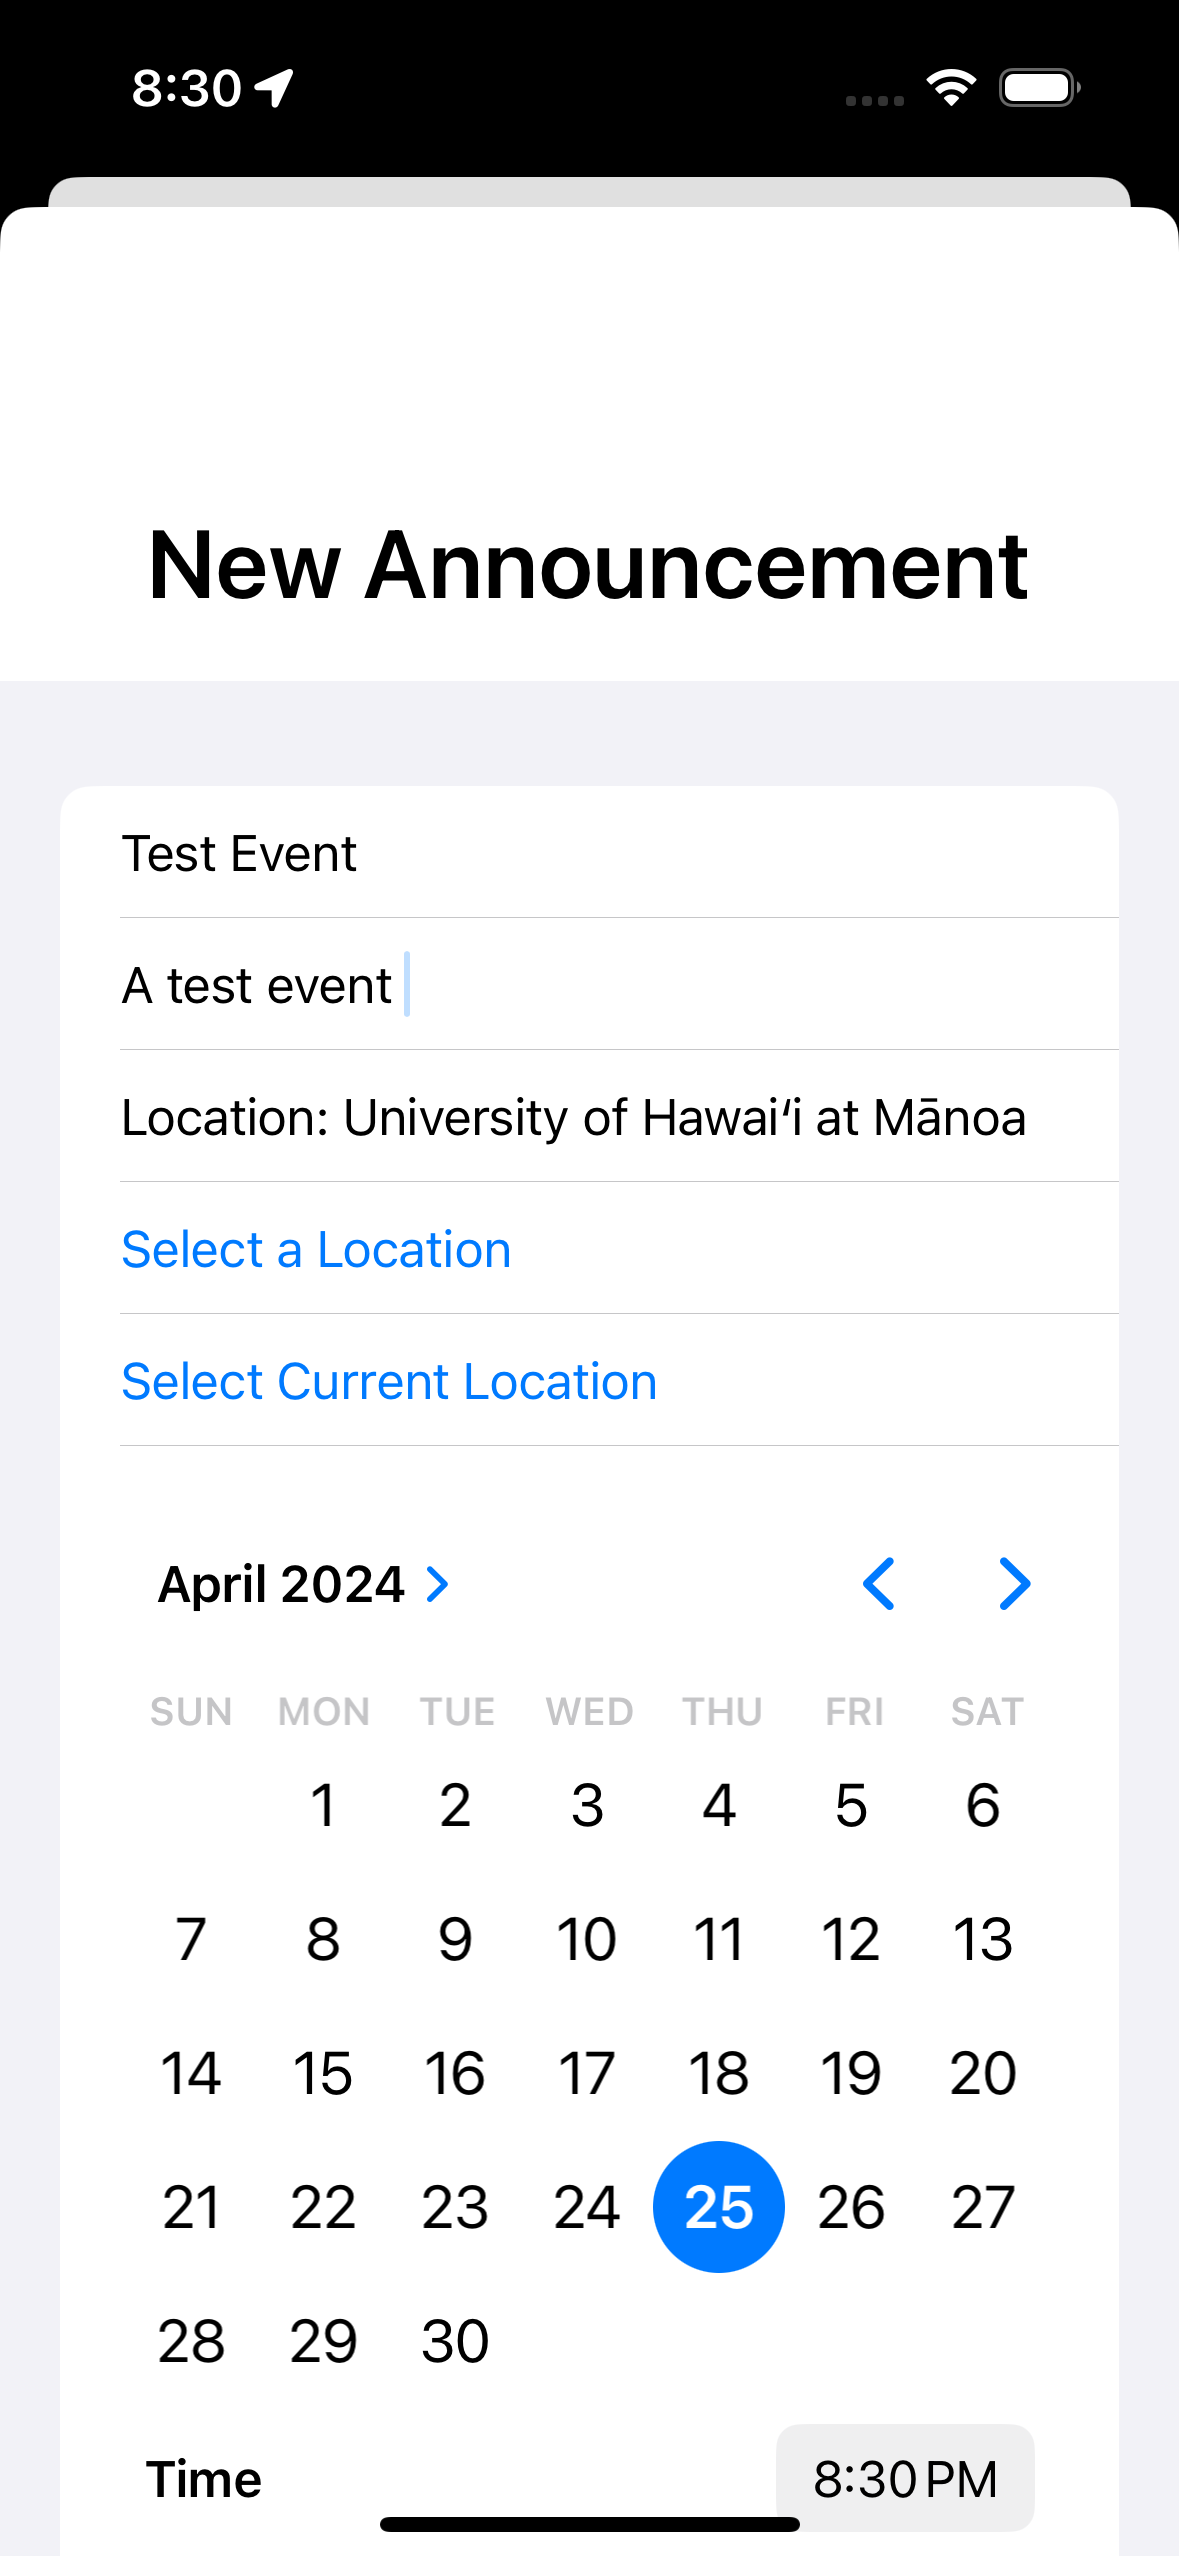 8:30
New Announcement
Test Event
A test event
Location: University of Hawaiʻi at Mānoa
Select a Location
Select Current Location
April 2024
SUN MON TUE WED THU FRI SAT
1 2 3 4 5 6
7 8 9 10 11 12 13
14 15 16 17 18 19 20
21 22 23 24 25 26 27
28 29 30
Time 8:30 PM